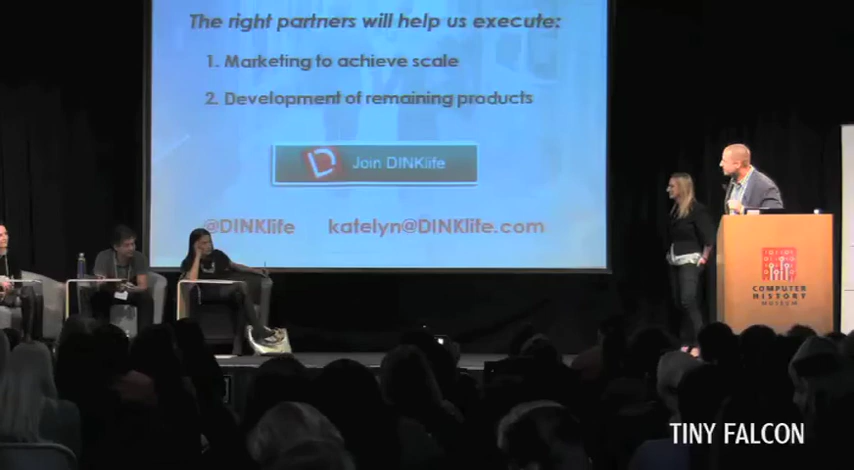 The right partners will help us execute:
1. Marketing to achieve scale
2. Development of remaining products
Join DINKlife
@DINKlife katelyn@DINKlife.com
COMPUTER
HISTORY
MUSEUM
TINY FALCON